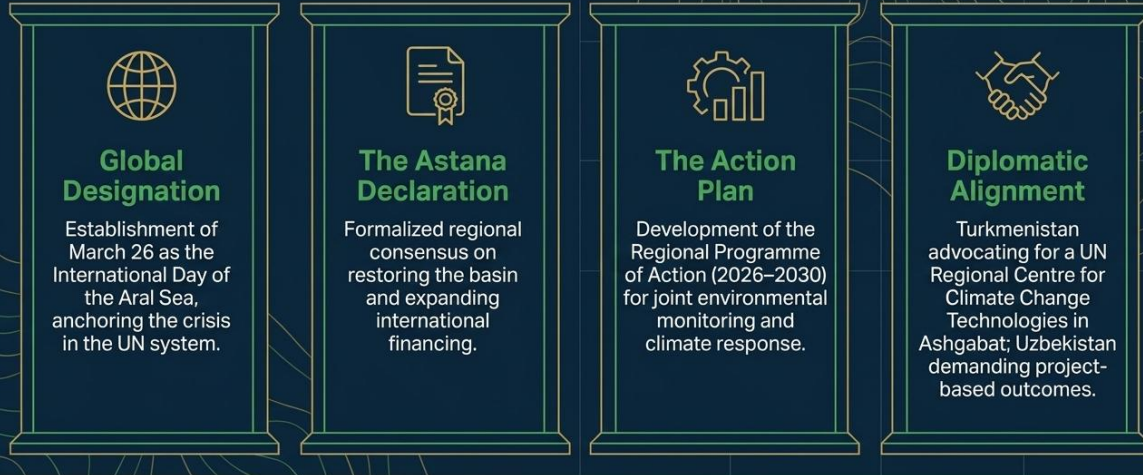 Global
Designation
Establishment of
March 26 as the
International Day of
the Aral Sea,
anchoring the crisis
in the UN system.
The Astana
Declaration
Formalized regional
consensus on
restoring the basin
and expanding
international
financing.
The Action
Plan
Development of the
Regional Programme
of Action (2026–2030)
for joint environmental
monitoring and
climate response.
Diplomatic
Alignment
Turkmenistan
advocating for a UN
Regional Centre for
Climate Change
Technologies in
Ashgabat; Uzbekistan
demanding project-
based outcomes.